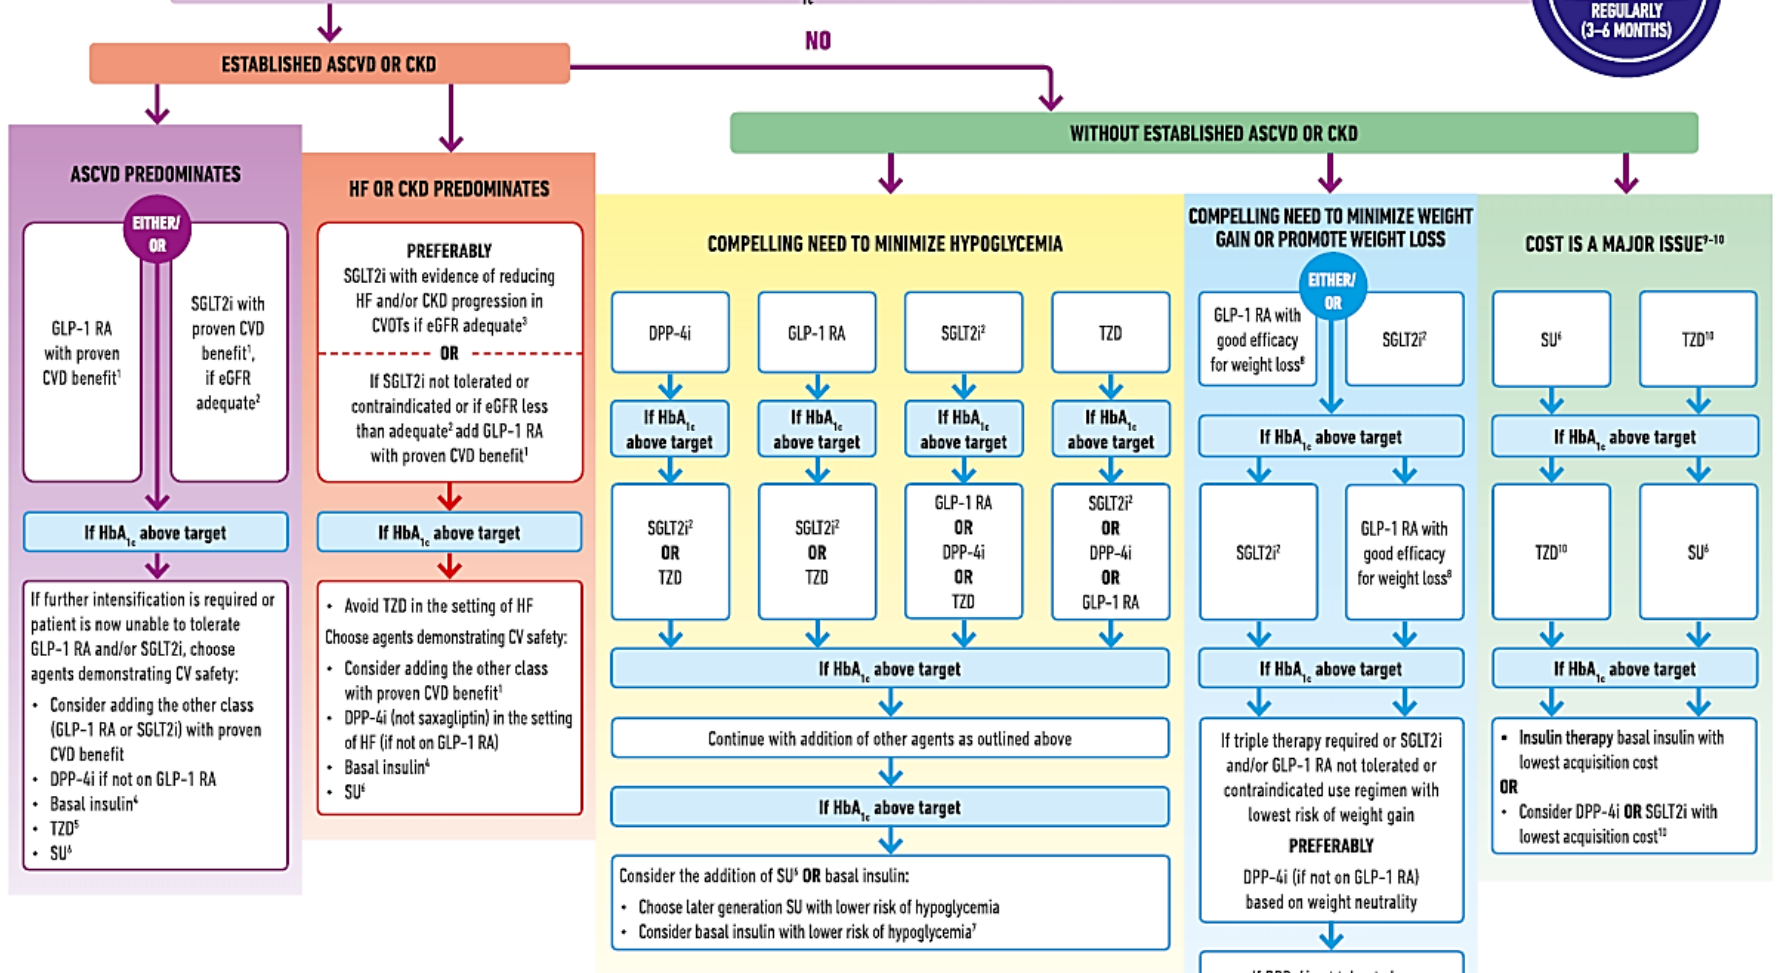 1c
REGULARLY
(3–6 MONTHS)
NO
ESTABLISHED ASCVD OR CKD
WITHOUT ESTABLISHED ASCVD OR CKD
ASCVD PREDOMINATES
EITHER/
OR
GLP-1 RA
with proven
CVD benefit¹
SGLT2i with
proven CVD
benefit¹,
if eGFR
adequate²
If HbA1c above target
If further intensification is required or
patient is now unable to tolerate
GLP-1 RA and/or SGLT2i, choose
agents demonstrating CV safety:
• Consider adding the other class
(GLP-1 RA or SGLT2i) with proven
CVD benefit
• DPP-4i if not on GLP-1 RA
• Basal insulin⁴
• TZD⁵
• SU⁶
HF OR CKD PREDOMINATES
PREFERABLY
SGLT2i with evidence of reducing
HF and/or CKD progression in
CVOTs if eGFR adequate³
OR
If SGLT2i not tolerated or
contraindicated or if eGFR less
than adequate² add GLP-1 RA
with proven CVD benefit¹
If HbA1c above target
• Avoid TZD in the setting of HF
Choose agents demonstrating CV safety:
• Consider adding the other class
with proven CVD benefit¹
• DPP-4i (not saxagliptin) in the setting
of HF (if not on GLP-1 RA)
• Basal insulin⁴
• SU⁶
COMPELLING NEED TO MINIMIZE HYPOGLYCEMIA
DPP-4i
If HbA1c
above target
SGLT2i²
OR
TZD
GLP-1 RA
If HbA1c
above target
SGLT2i²
OR
TZD
SGLT2i²
If HbA1c
above target
GLP-1 RA
OR
DPP-4i
OR
TZD
TZD
If HbA1c
above target
SGLT2i²
OR
DPP-4i
OR
GLP-1 RA
If HbA1c above target
Continue with addition of other agents as outlined above
If HbA1c above target
Consider the addition of SU⁶ OR basal insulin:
• Choose later generation SU with lower risk of hypoglycemia
• Consider basal insulin with lower risk of hypoglycemia⁷
COMPELLING NEED TO MINIMIZE WEIGHT
GAIN OR PROMOTE WEIGHT LOSS
EITHER/
OR
GLP-1 RA with
good efficacy
for weight loss⁸
SGLT2i²
If HbA1c above target
SGLT2i²
GLP-1 RA with
good efficacy
for weight loss⁸
If HbA1c above target
If triple therapy required or SGLT2i
and/or GLP-1 RA not tolerated or
contraindicated use regimen with
lowest risk of weight gain
PREFERABLY
DPP-4i (if not on GLP-1 RA)
based on weight neutrality
COST IS A MAJOR ISSUE⁹⁻¹⁰
SU⁶
TZD¹⁰
If HbA1c above target
TZD¹⁰
SU⁶
If HbA1c above target
• Insulin therapy basal insulin with
lowest acquisition cost
OR
• Consider DPP-4i OR SGLT2i with
lowest acquisition cost¹⁰